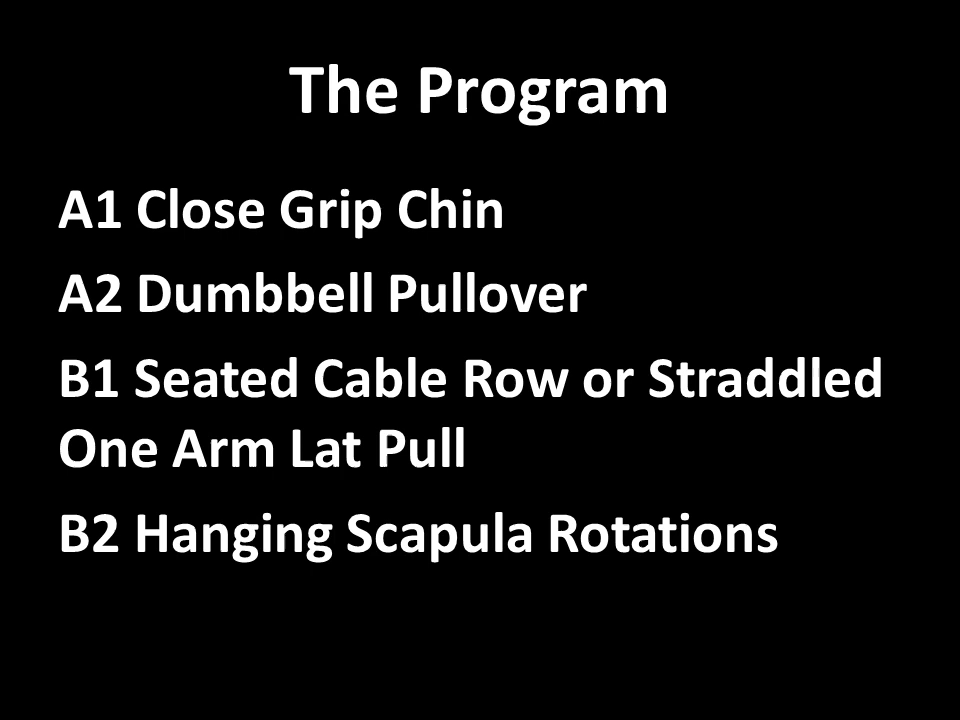 The Program
A1 Close Grip Chin
A2 Dumbbell Pullover
B1 Seated Cable Row or Straddled
One Arm Lat Pull
B2 Hanging Scapula Rotations